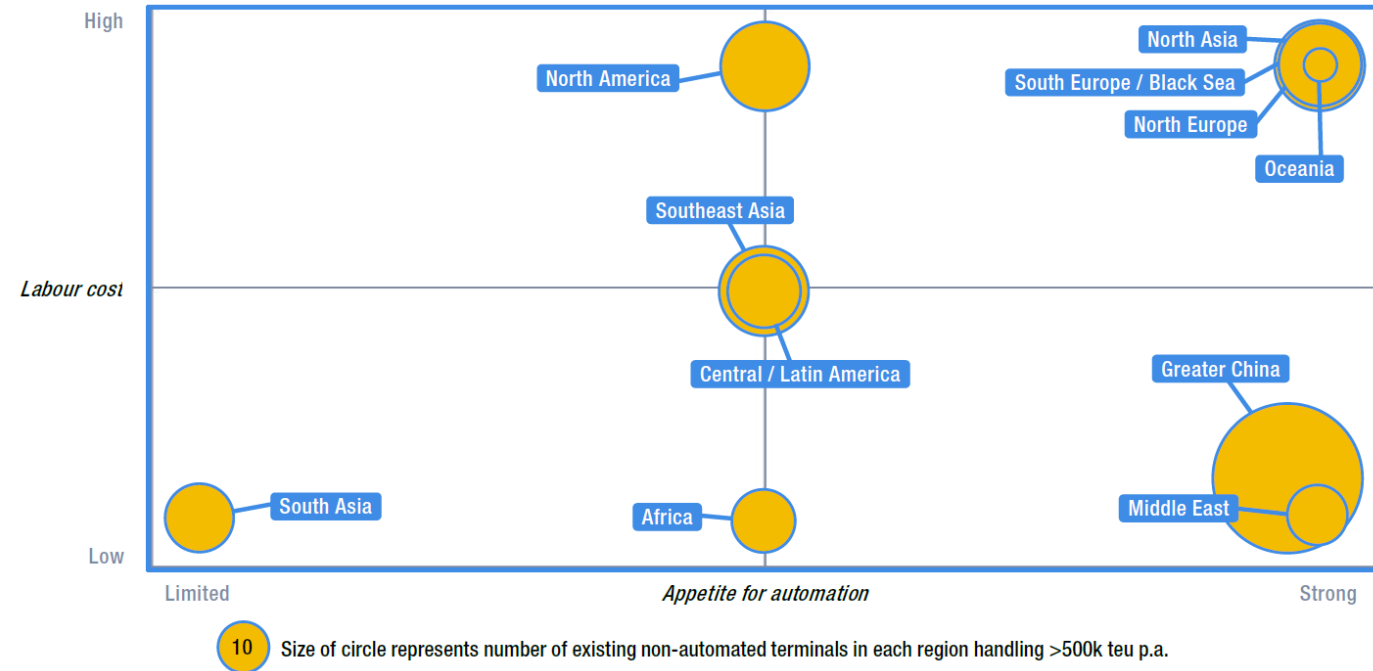 High
North America
North Asia
South Europe / Black Sea
North Europe
Oceania
Southeast Asia
Labour cost
Central / Latin America
Greater China
South Asia
Africa
Middle East
Low
Limited
Appetite for automation
Strong
10
Size of circle represents number of existing non-automated terminals in each region handling >500k teu p.a.